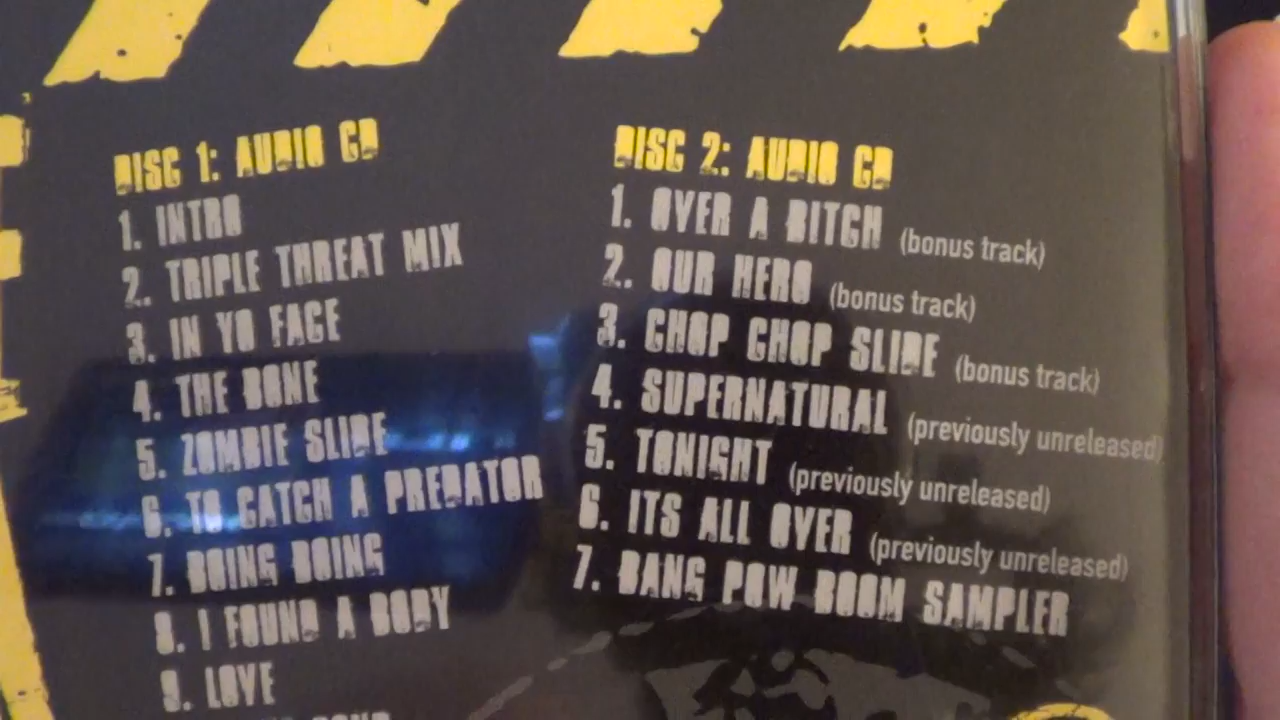 DISC 1: AUDIO CD
1. INTRO
2. TRIPLE THREAT MIX
3. IN YO FACE
4. THE BONE
5. ZOMBIE SLIDE
6. TO CATCH A PREDATOR
7. BOING BOING
8. I FOUND A BODY
9. LOVE
DISC 2: AUDIO CD
1. OVER A BITCH (bonus track)
2. OUR HERO (bonus track)
3. CHOP CHOP SLIDE (bonus track)
4. SUPERNATURAL (previously unreleased)
5. TONIGHT (previously unreleased)
6. ITS ALL OVER (previously unreleased)
7. BANG POW BOOM SAMPLER